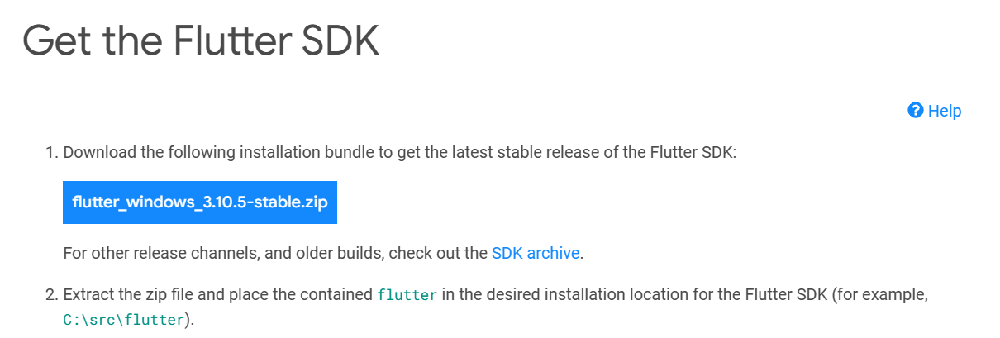 Get the Flutter SDK
Help
1. Download the following installation bundle to get the latest stable release of the Flutter SDK:
flutter_windows_3.10.5-stable.zip
For other release channels, and older builds, check out the SDK archive.
2. Extract the zip file and place the contained flutter in the desired installation location for the Flutter SDK (for example,
C:\src\flutter).